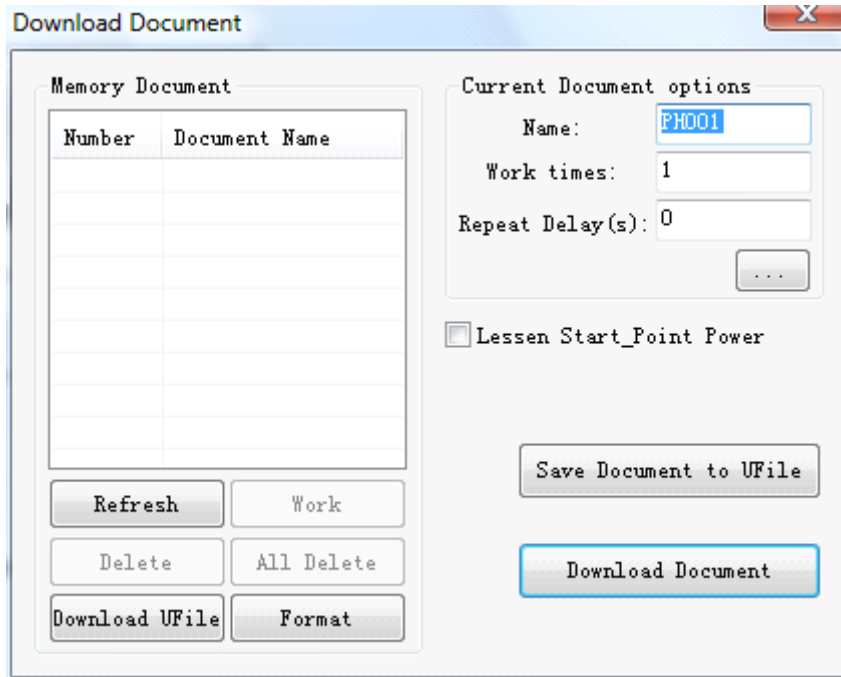 Download Document
Memory Document
Number Document Name
Refresh Work
Delete All Delete
Download UFile Format
Current Document options
Name: PH001
Work times: 1
Repeat Delay(s): 0
...
Lessen Start_Point Power
Save Document to UFile
Download Document